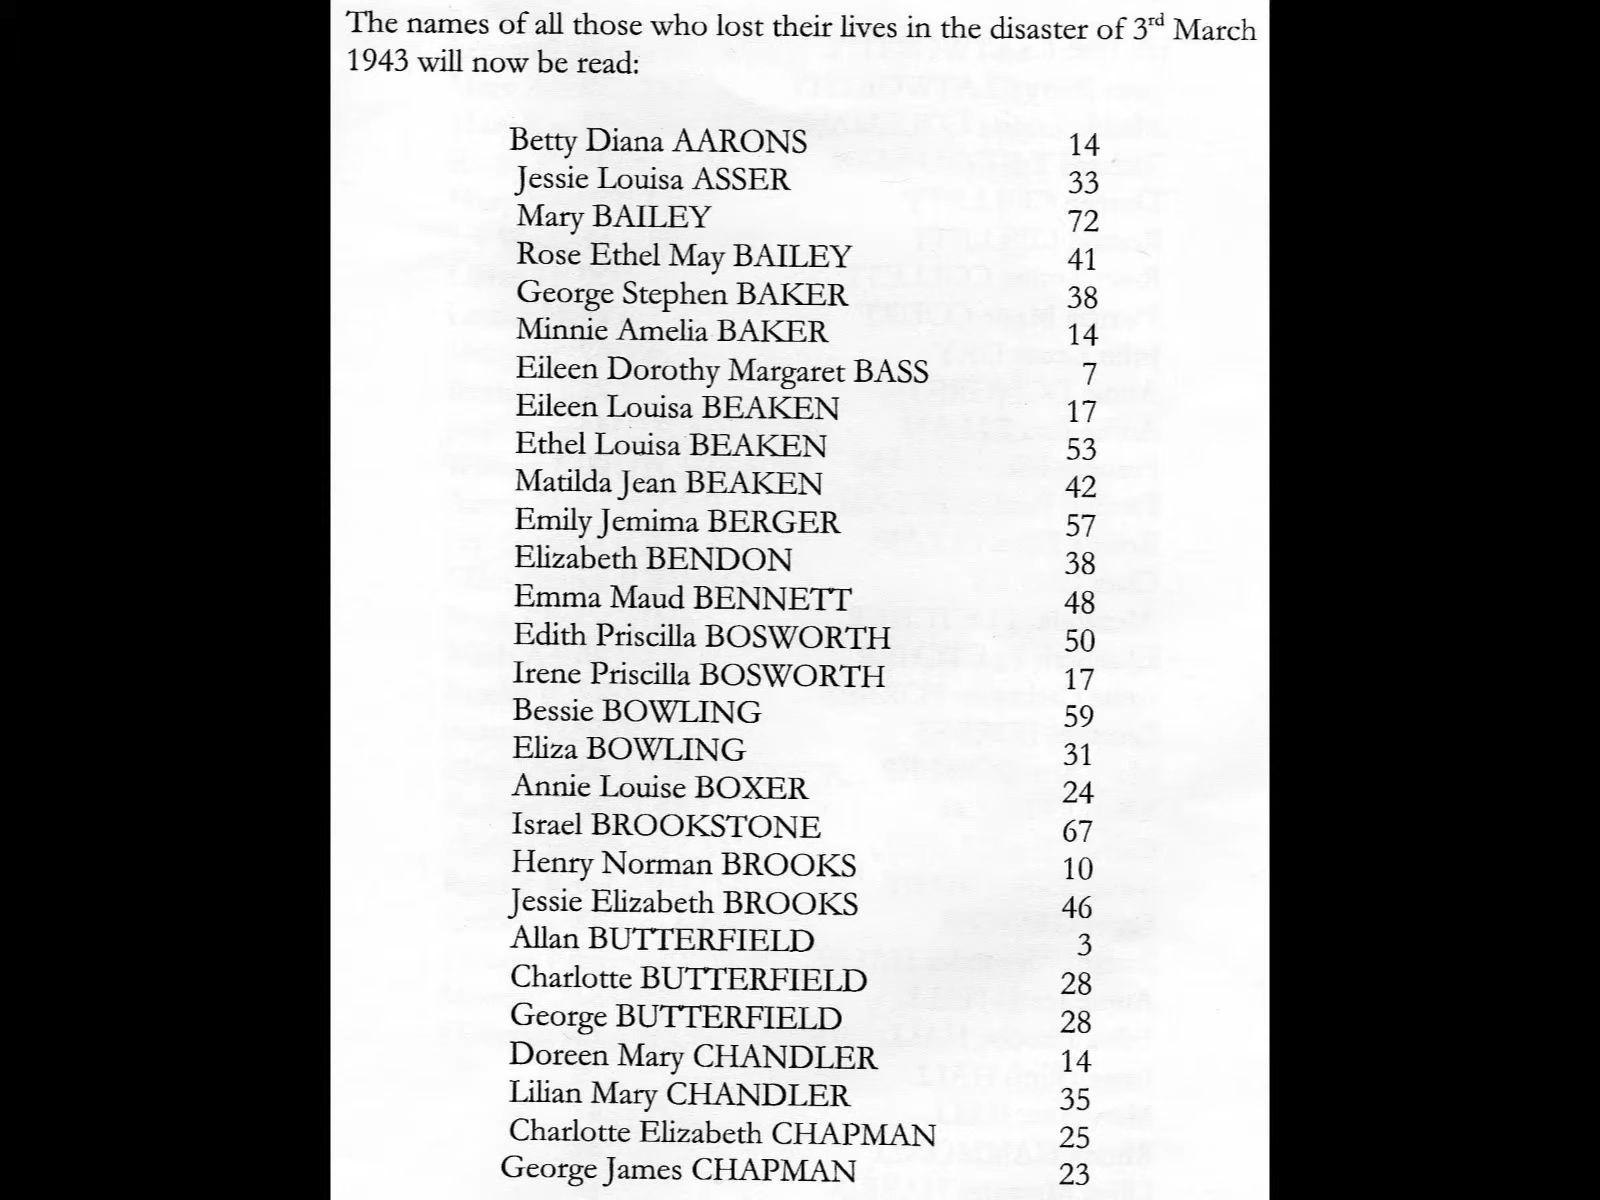 The names of all those who lost their lives in the disaster of 3rd March
1943 will now be read:
Betty Diana AARONS 14
Jessie Louisa ASSER 33
Mary BAILEY 72
Rose Ethel May BAILEY 41
George Stephen BAKER 38
Minnie Amelia BAKER 14
Eileen Dorothy Margaret BASS 7
Eileen Louisa BEAKEN 17
Ethel Louisa BEAKEN 53
Matilda Jean BEAKEN 42
Emily Jemima BERGER 57
Elizabeth BENDON 38
Emma Maud BENNETT 48
Edith Priscilla BOSWORTH 50
Irene Priscilla BOSWORTH 17
Bessie BOWLING 59
Eliza BOWLING 31
Annie Louise BOXER 24
Israel BROOKSTONE 67
Henry Norman BROOKS 10
Jessie Elizabeth BROOKS 46
Allan BUTTERFIELD 3
Charlotte BUTTERFIELD 28
George BUTTERFIELD 28
Doreen Mary CHANDLER 14
Lilian Mary CHANDLER 35
Charlotte Elizabeth CHAPMAN 25
George James CHAPMAN 23